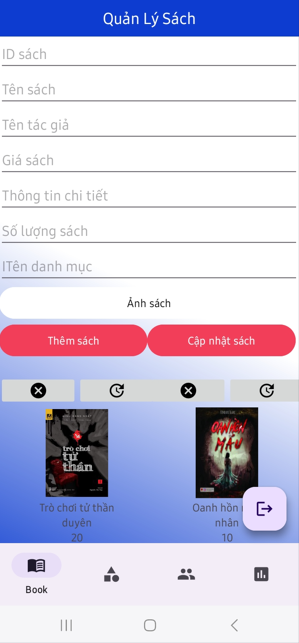 Quản Lý Sách
ID sách
Tên sách
Tên tác giả
Giá sách
Thông tin chi tiết
Số lượng sách
ITên danh mục
Ảnh sách
Thêm sách
Cập nhật sách
trò chơi
tử
thần
OÁN
MÁU
Trò chơi tử thần
duyên
20
Oanh hồn
nhân
10
Book